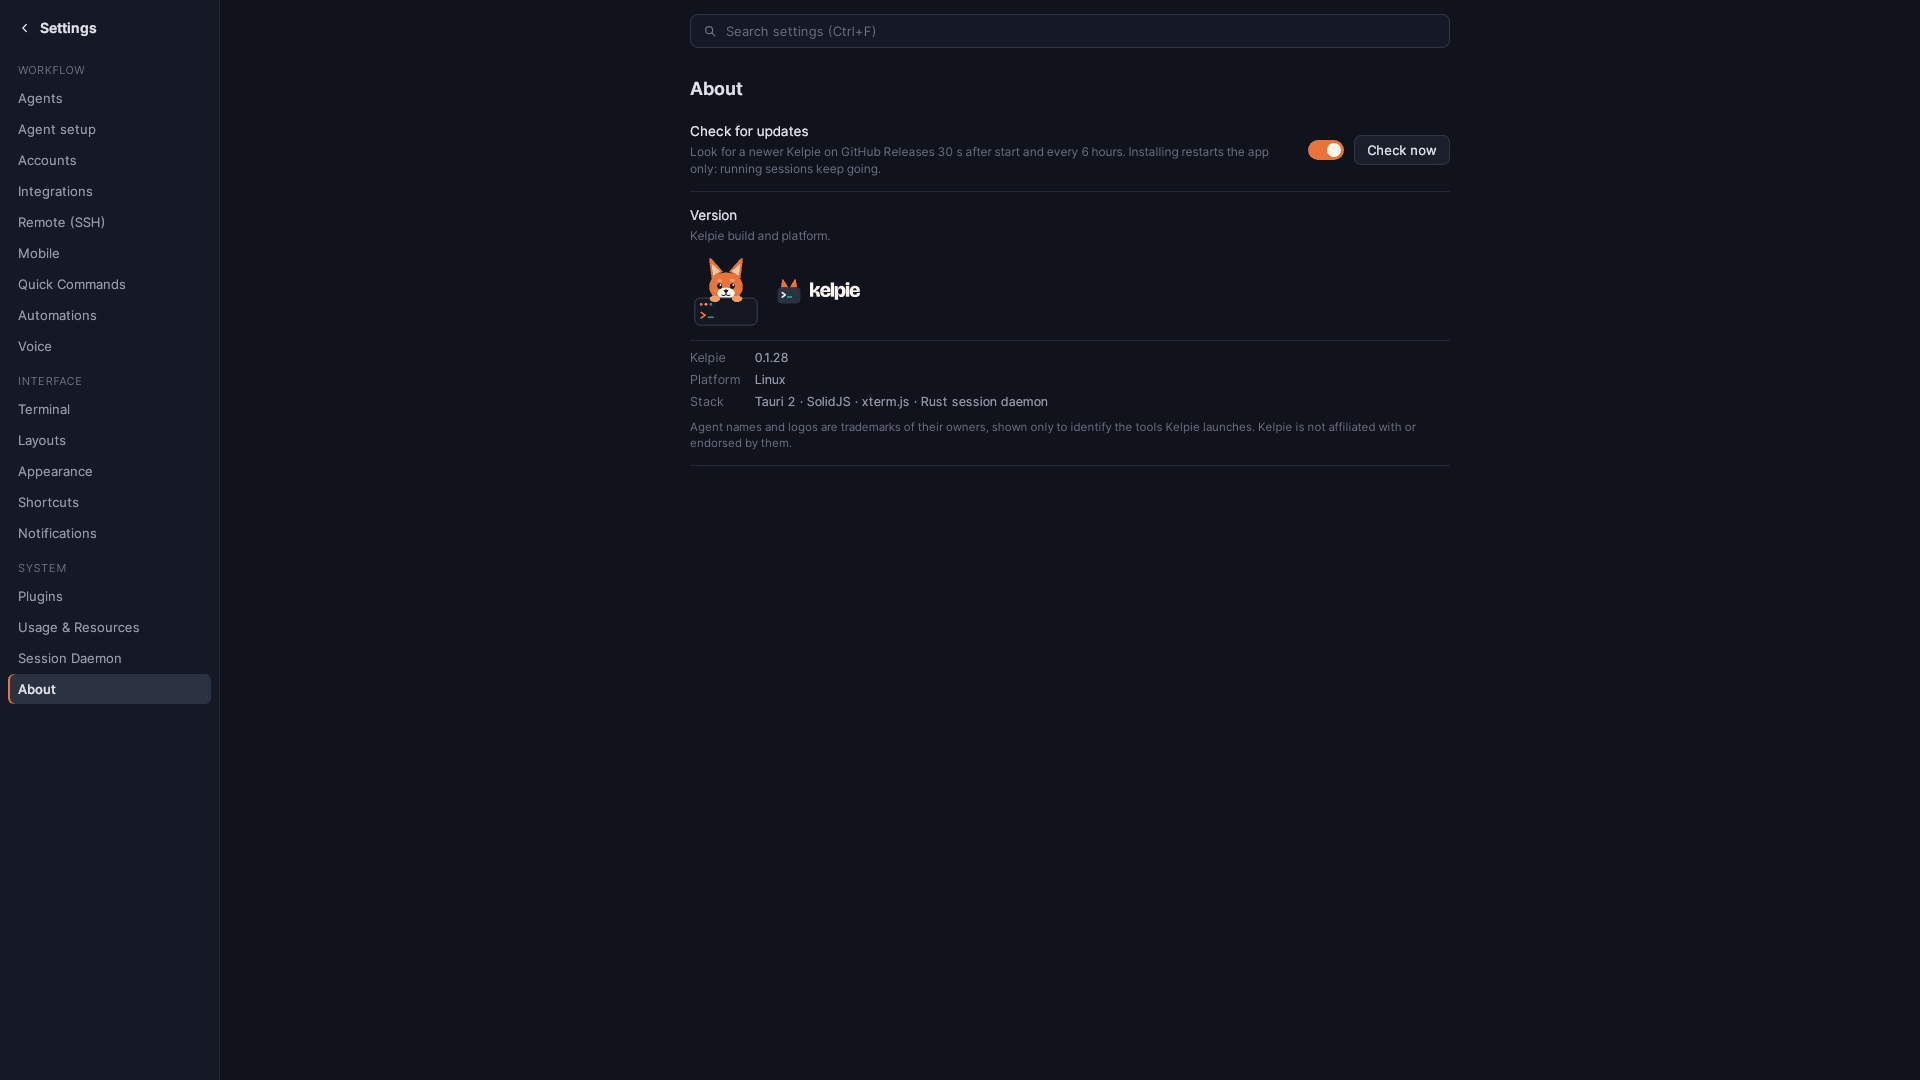 Settings
WORKFLOW
Agents
Agent setup
Accounts
Integrations
Remote (SSH)
Mobile
Quick Commands
Automations
Voice
INTERFACE
Terminal
Layouts
Appearance
Shortcuts
Notifications
SYSTEM
Plugins
Usage & Resources
Session Daemon
About
Search settings (Ctrl+F)
About
Check for updates
Look for a newer Kelpie on GitHub Releases 30 s after start and every 6 hours. Installing restarts the app
only: running sessions keep going.
Check now
Version
Kelpie build and platform.
kelpie
Kelpie 0.1.28
Platform Linux
Stack Tauri 2 · SolidJS · xterm.js · Rust session daemon
Agent names and logos are trademarks of their owners, shown only to identify the tools Kelpie launches. Kelpie is not affiliated with or
endorsed by them.